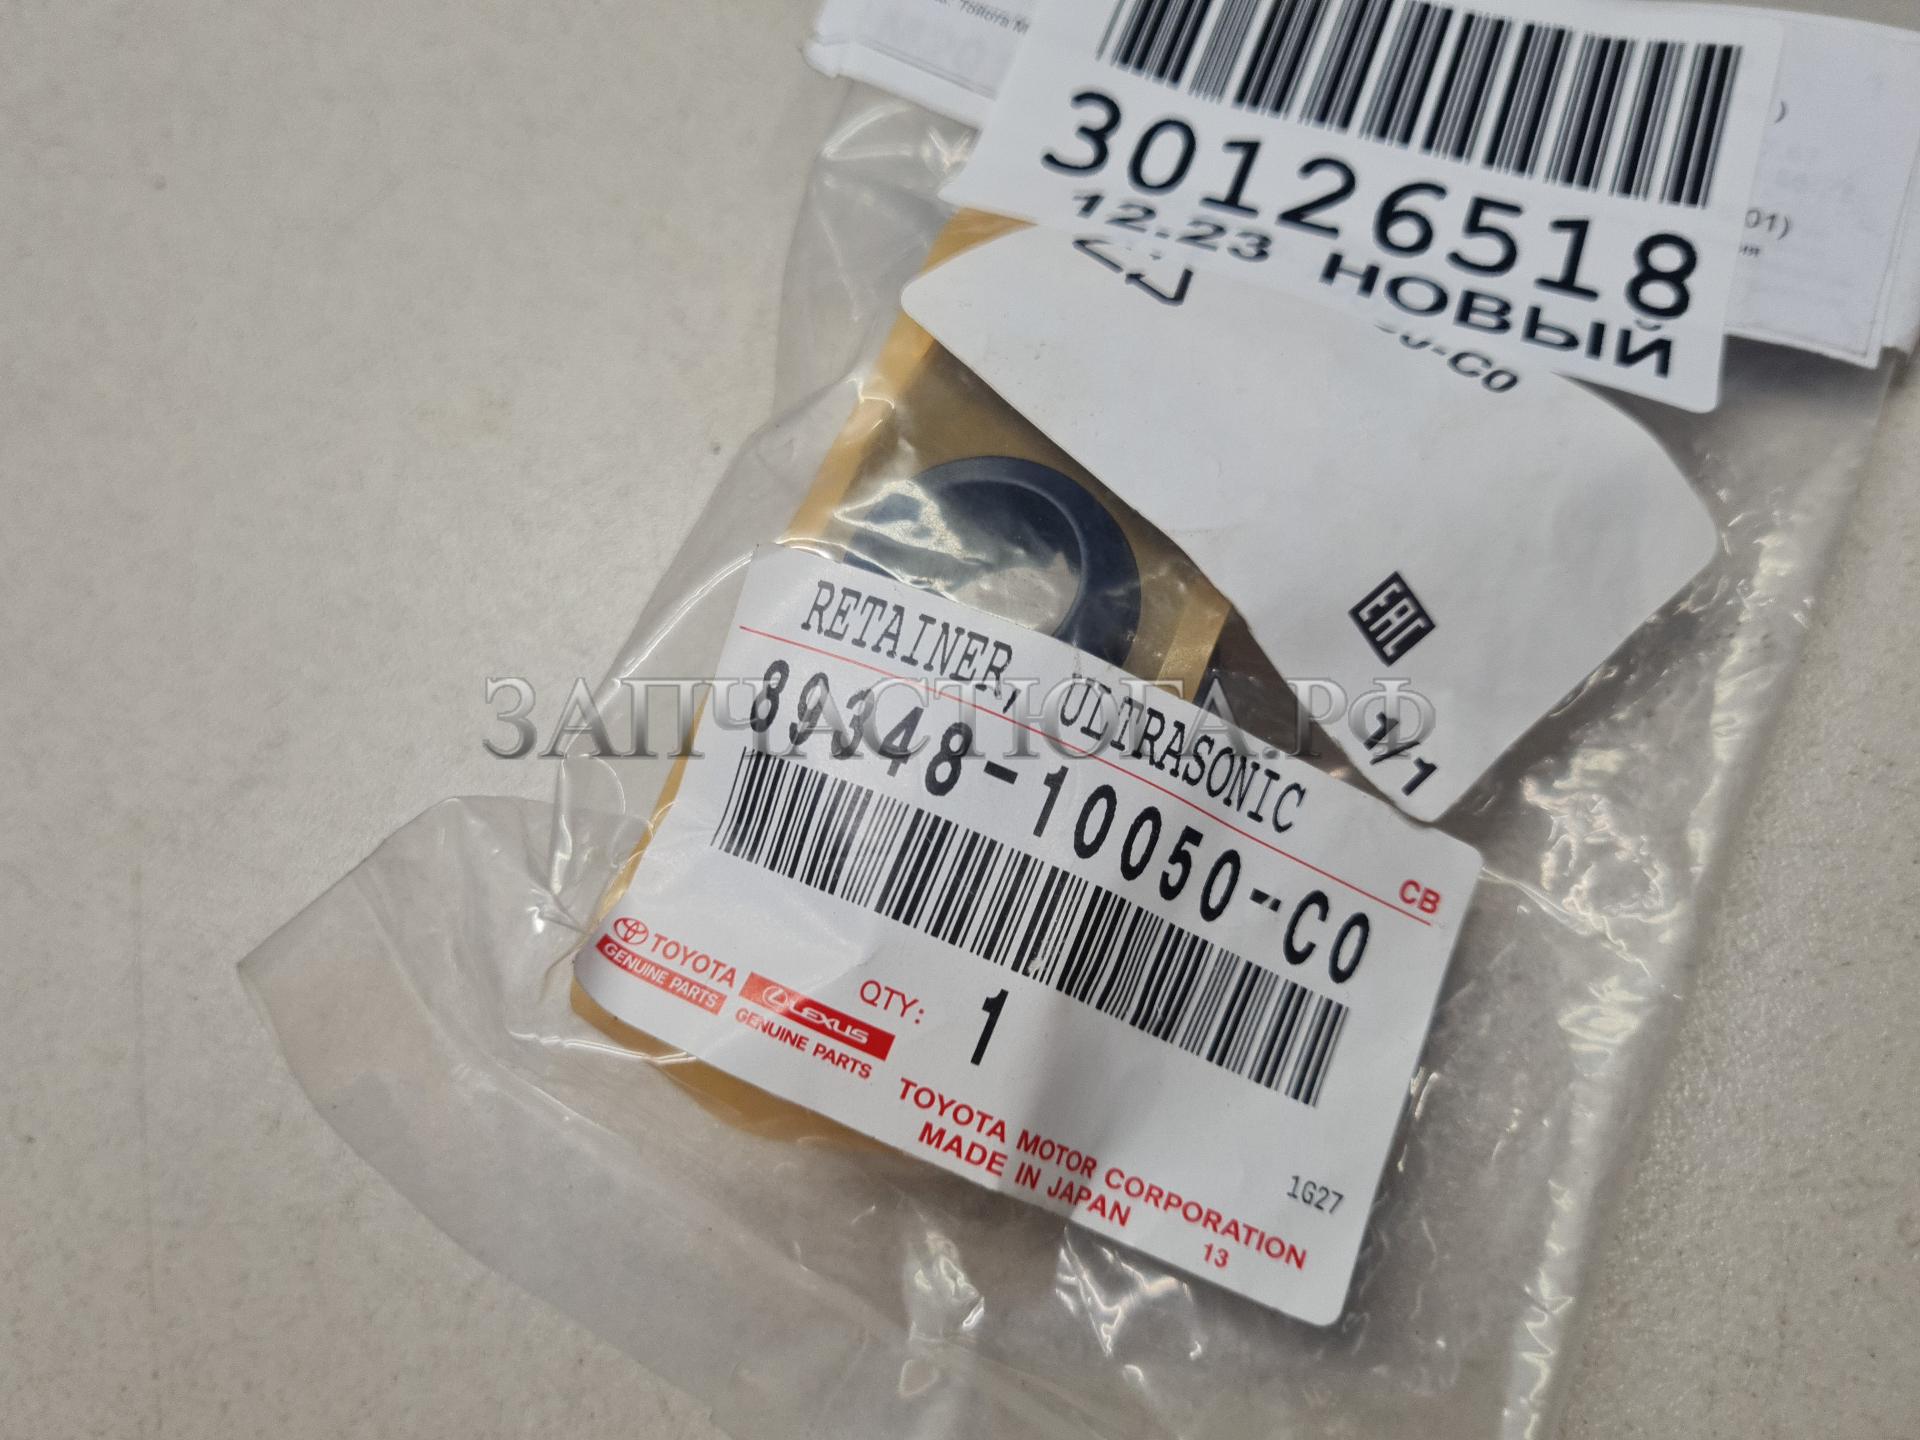 30126518
12.23 НОВЫЙ
01)
-C0
EAC
1/1
RETAINER, ULTRASONIC
CB
89348-10050-C0
TOYOTA
GENUINE PARTS
LEXUS
GENUINE PARTS
QTY: 1
TOYOTA MOTOR CORPORATION
MADE IN JAPAN
13
1G27
ЗАПЧАСТЮГА.РФ